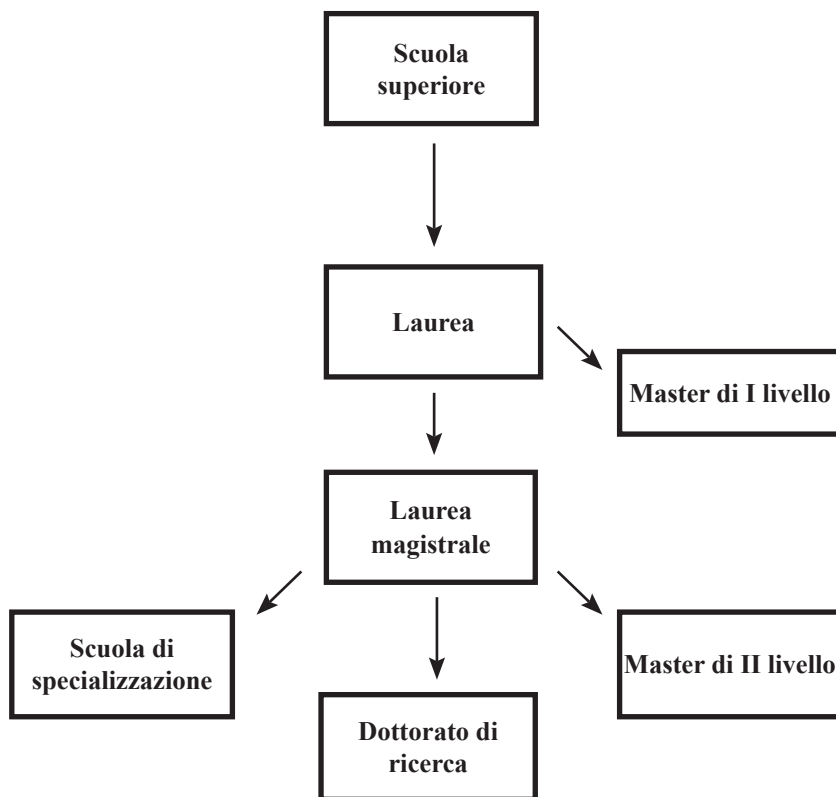 Scuola
superiore
Laurea
Master di I livello
Laurea
magistrale
Scuola di
specializzazione
Master di II livello
Dottorato di
ricerca